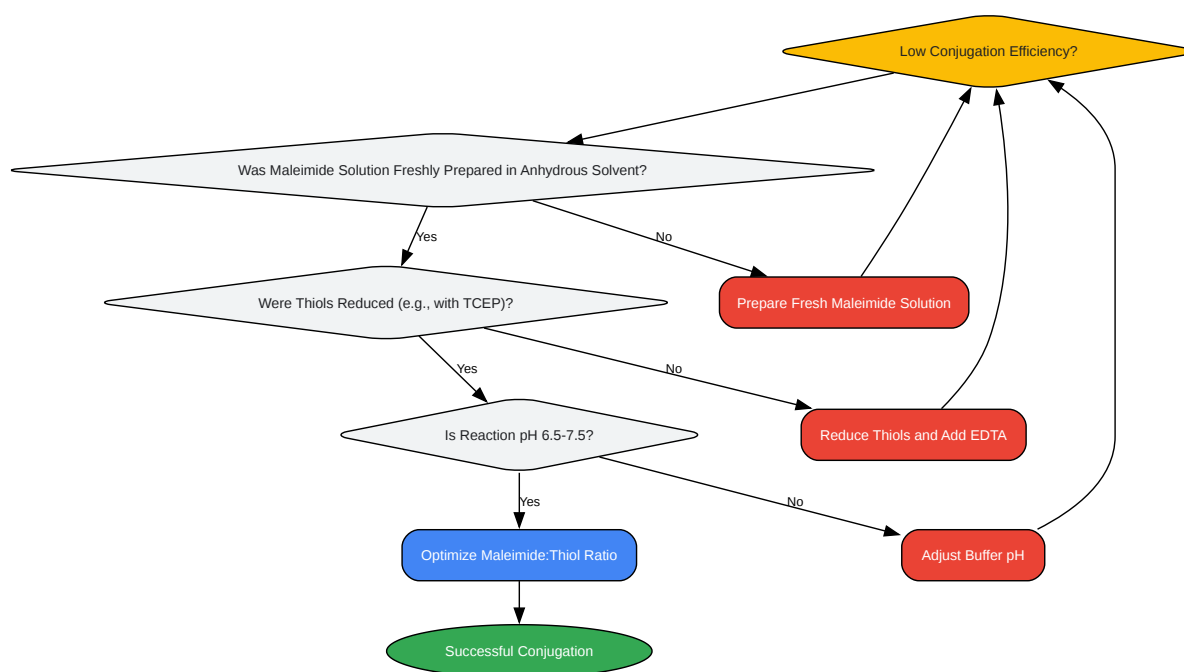 Low Conjugation Efficiency?
Was Maleimide Solution Freshly Prepared in Anhydrous Solvent?
Yes
No
Were Thiols Reduced (e.g., with TCEP)?
Prepare Fresh Maleimide Solution
Yes
No
Is Reaction pH 6.5-7.5?
Reduce Thiols and Add EDTA
Yes
No
Optimize Maleimide:Thiol Ratio
Adjust Buffer pH
Successful Conjugation